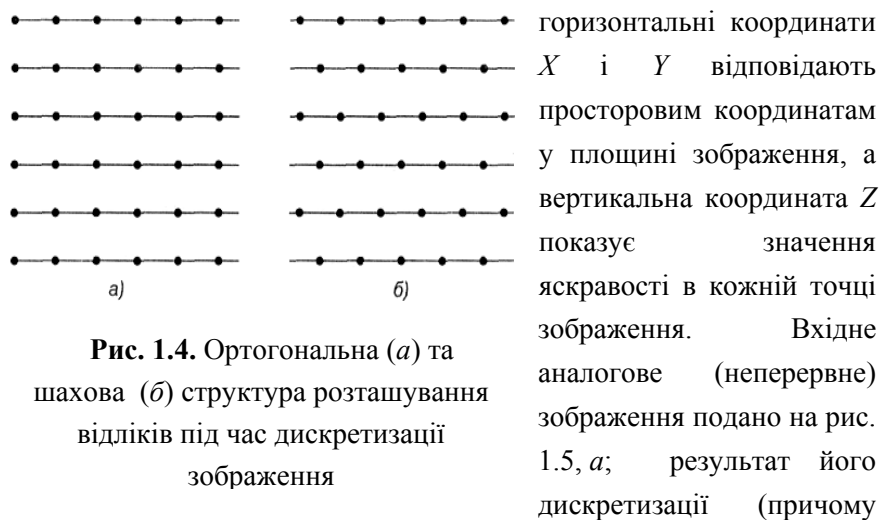 а)
б)
Рис. 1.4. Ортогональна (а) та
шахова (б) структура розташування
відліків під час дискретизації
зображення
горизонтальні координати
X і Y відповідають
просторовим координатам
у площині зображення, а
вертикальна координата Z
показує значення
яскравості в кожній точці
зображення. Вхідне
аналогове (неперервне)
зображення подано на рис.
1.5, а; результат його
дискретизації (причому